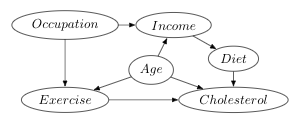 Occupation
Income
Diet
Age
Exercise
Cholesterol